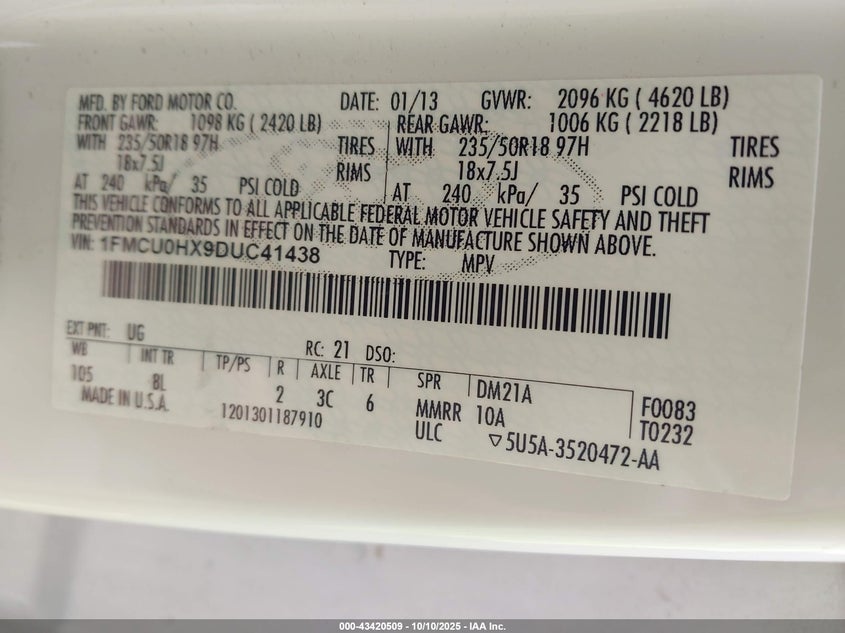 MFD. BY FORD MOTOR CO. DATE: 01/13 GVWR: 2096 KG ( 4620 LB)
FRONT GAWR: 1098 KG ( 2420 LB) REAR GAWR: 1006 KG ( 2218 LB)
WITH 235/50R18 97H TIRES WITH 235/50R18 97H TIRES
18x7.5J RIMS 18x7.5J RIMS
AT 240 kPa/ 35 PSI COLD AT 240 kPa/ 35 PSI COLD
THIS VEHICLE CONFORMS TO ALL APPLICABLE FEDERAL MOTOR VEHICLE SAFETY AND THEFT
PREVENTION STANDARDS IN EFFECT ON THE DATE OF MANUFACTURE SHOWN ABOVE.
VIN: 1FMCU0HX9DUC41438 TYPE: MPV
EXT PNT: UG RC: 21 DSO:
WB INT TR TP/PS R AXLE TR SPR DM21A F0083
105 8L 2 3C 6 MMRR 10A T0232
MADE IN U.S.A. 1201301187910 ULC ▽5U5A-3520472-AA
000-43420509 - 10/10/2025 - IAA Inc.